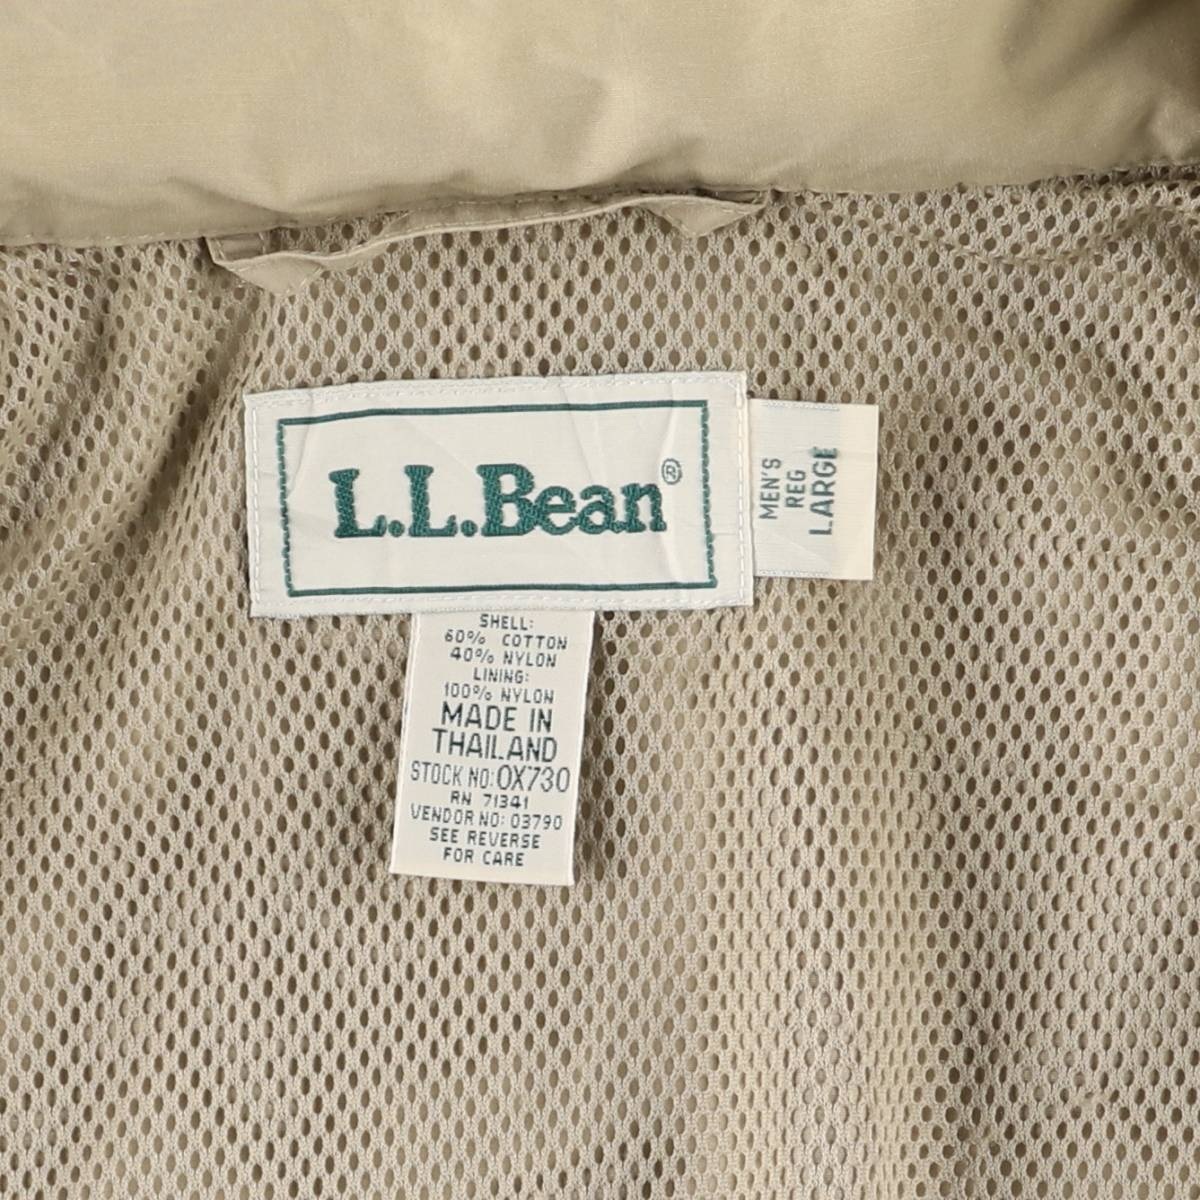 L.L.Bean®
MEN'S
REG
LARGE
SHELL:
60% COTTON
40% NYLON
LINING:
100% NYLON
MADE IN
THAILAND
STOCK NO: 0X730
RN 71341
VENDOR NO: 03790
SEE REVERSE
FOR CARE